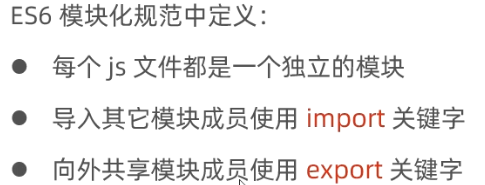 ES6 模块化规范中定义：
● 每个 js 文件都是一个独立的模块
● 导入其它模块成员使用 import 关键字
● 向外共享模块成员使用 export 关键字